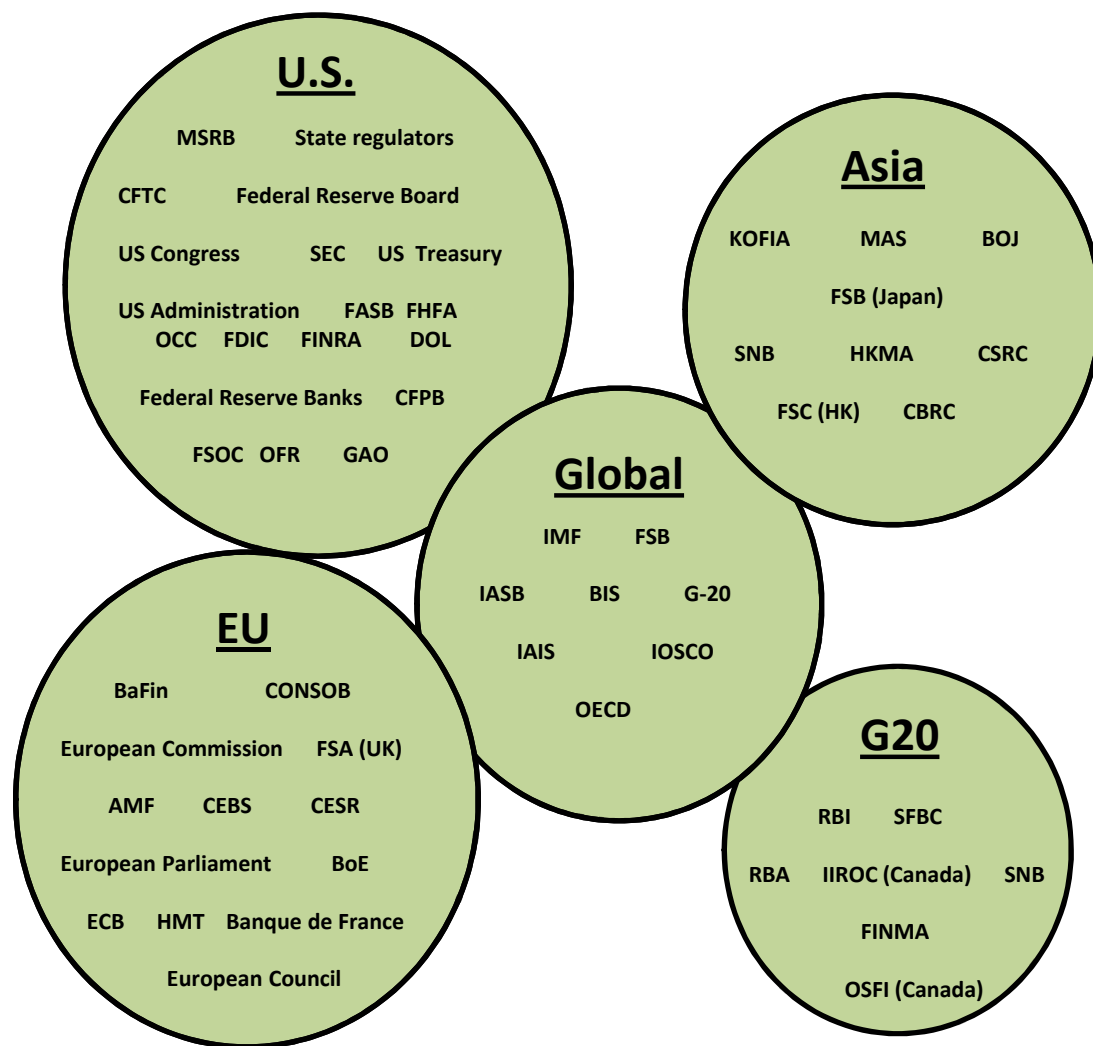 U.S.
MSRB State regulators
CFTC Federal Reserve Board
US Congress SEC US Treasury
US Administration FASB FHFA
OCC FDIC FINRA DOL
Federal Reserve Banks CFPB
FSOC OFR GAO
Asia
KOFIA MAS BOJ
FSB (Japan)
SNB HKMA CSRC
FSC (HK) CBRC
Global
IMF FSB
IASB BIS G-20
IAIS IOSCO
OECD
EU
BaFin CONSOB
European Commission FSA (UK)
AMF CEBS CESR
European Parliament BoE
ECB HMT Banque de France
European Council
G20
RBI SFBC
RBA IIROC (Canada) SNB
FINMA
OSFI (Canada)